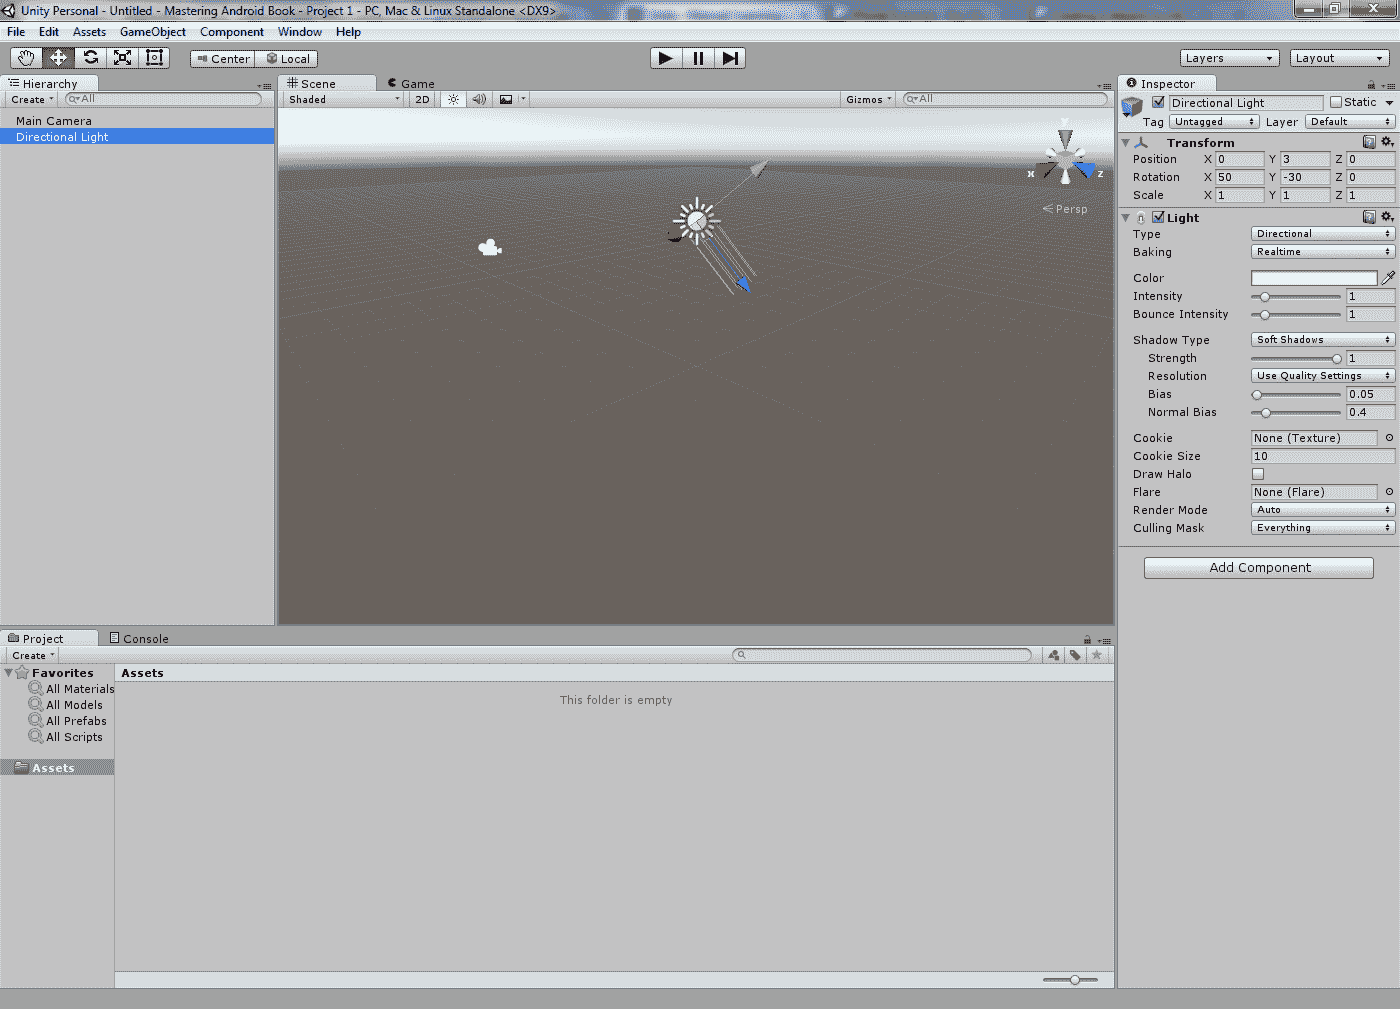 Unity Personal - Untitled - Mastering Android Book - Project 1 - PC, Mac & Linux Standalone <DX9>
File Edit Assets GameObject Component Window Help
Center Local Layers Layout
Hierarchy
Create All
Main Camera
Directional Light
Scene Game
Shaded 2D Gizmos All
y
x z
Persp
Inspector
Directional Light Static
Tag Untagged Layer Default
Transform
Position X 0 Y 3 Z 0
Rotation X 50 Y -30 Z 0
Scale X 1 Y 1 Z 1
Light
Type Directional
Baking Realtime
Color
Intensity 1
Bounce Intensity 1
Shadow Type Soft Shadows
Strength 1
Resolution Use Quality Settings
Bias 0.05
Normal Bias 0.4
Cookie None (Texture)
Cookie Size 10
Draw Halo
Flare None (Flare)
Render Mode Auto
Culling Mask Everything
Add Component
Project Console
Create
Favorites
All Materials
All Models
All Prefabs
All Scripts
Assets
Assets
This folder is empty